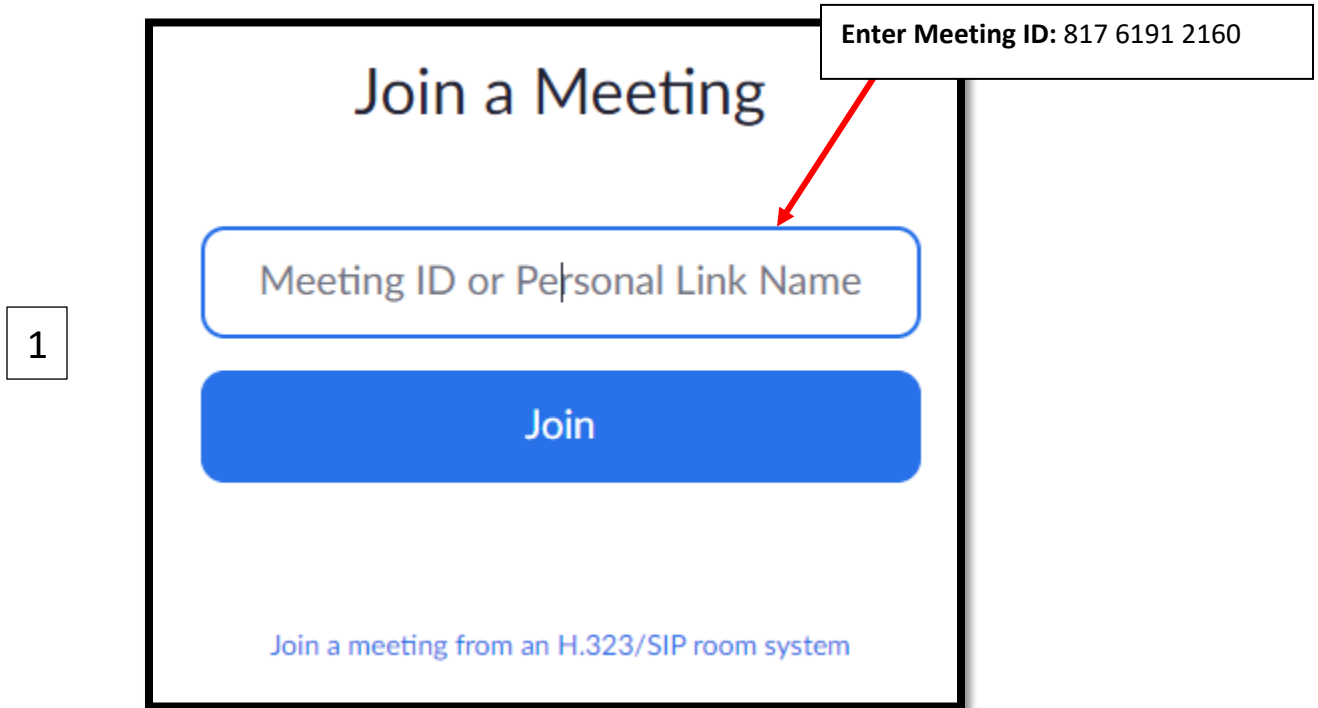 Enter Meeting ID: 817 6191 2160
Join a Meeting
Meeting ID or Personal Link Name
1
Join
Join a meeting from an H.323/SIP room system